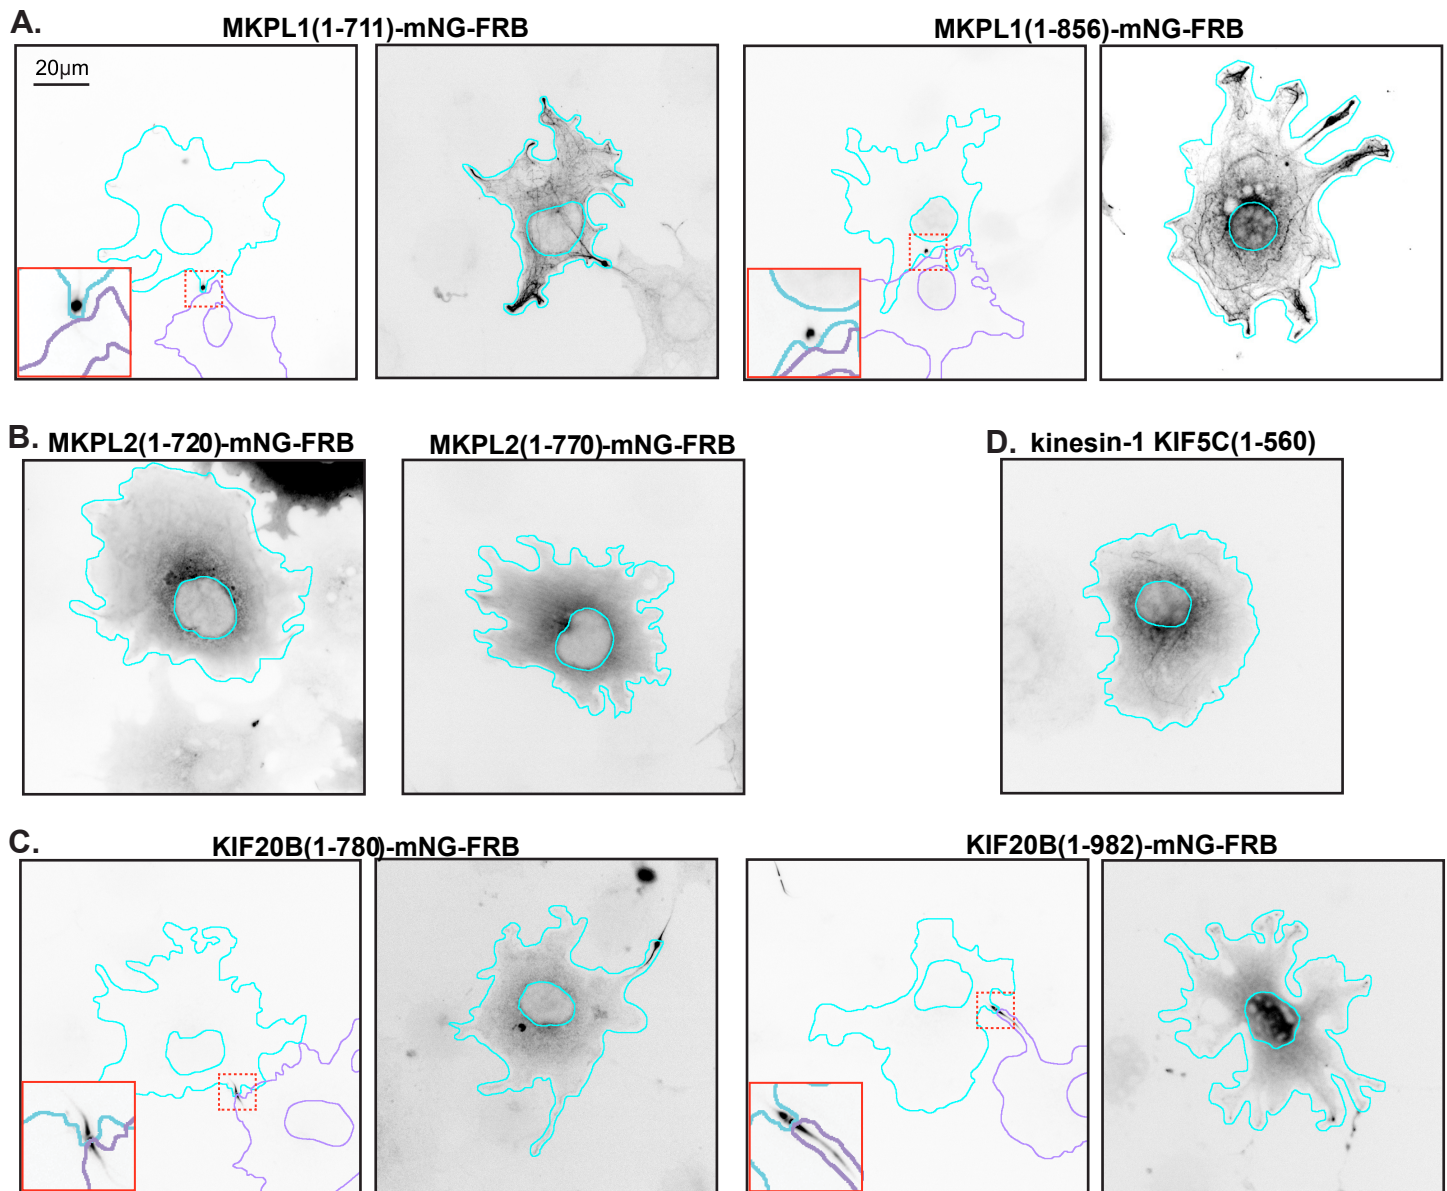 A.
MKPL1(1-711)-mNG-FRB
MKPL1(1-856)-mNG-FRB
20µm
B.
MKPL2(1-720)-mNG-FRB
MKPL2(1-770)-mNG-FRB
D.
kinesin-1 KIF5C(1-560)
C.
KIF20B(1-780)-mNG-FRB
KIF20B(1-982)-mNG-FRB